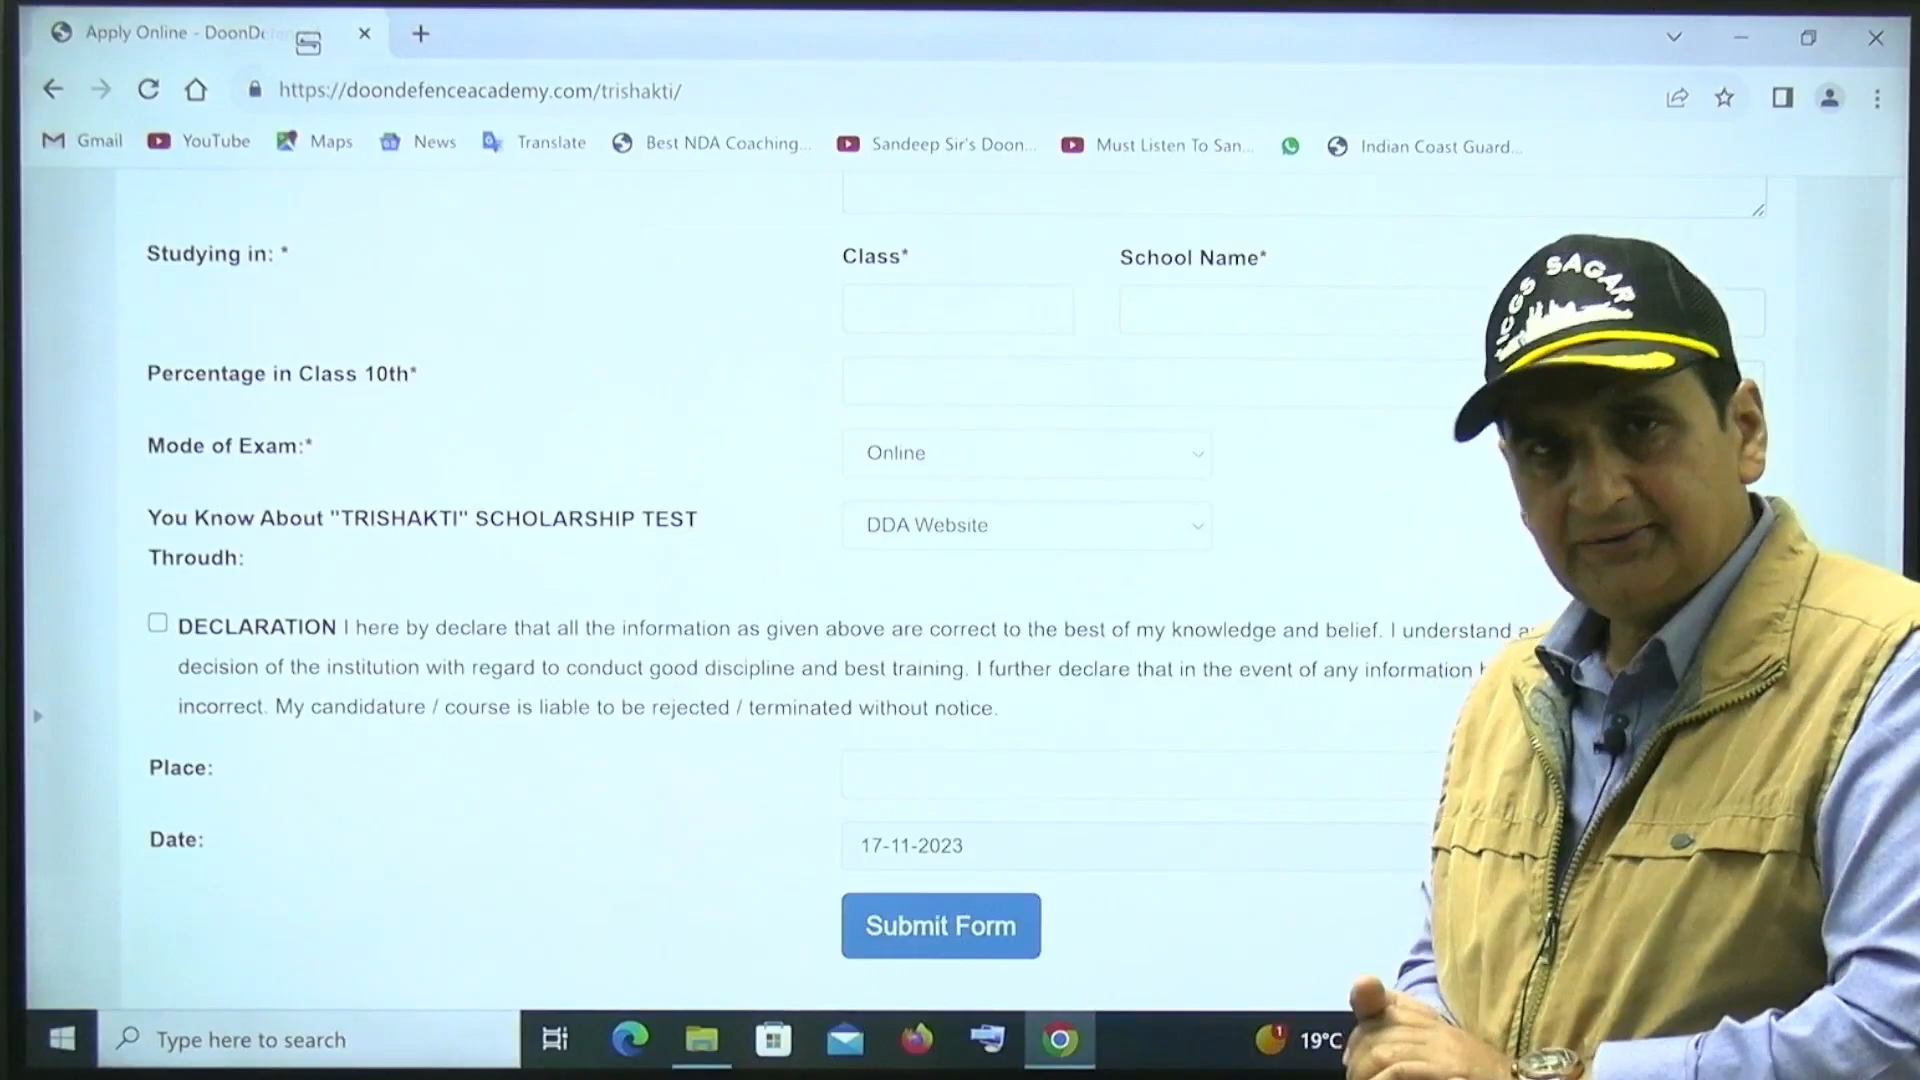 Apply Online - DoonDefen
https://doondefenceacademy.com/trishakti/
Gmail YouTube Maps News Translate Best NDA Coaching... Sandeep Sir's Doon... Must Listen To San... Indian Coast Guard...
Studying in: * Class* School Name*
Percentage in Class 10th*
Mode of Exam:* Online
You Know About "TRISHAKTI" SCHOLARSHIP TEST DDA Website
Throudh:
DECLARATION I here by declare that all the information as given above are correct to the best of my knowledge and belief. I understand
decision of the institution with regard to conduct good discipline and best training. I further declare that in the event of any information
incorrect. My candidature / course is liable to be rejected / terminated without notice.
Place:
Date: 17-11-2023
Submit Form
Type here to search 1 19°C
ICGS SAGAR